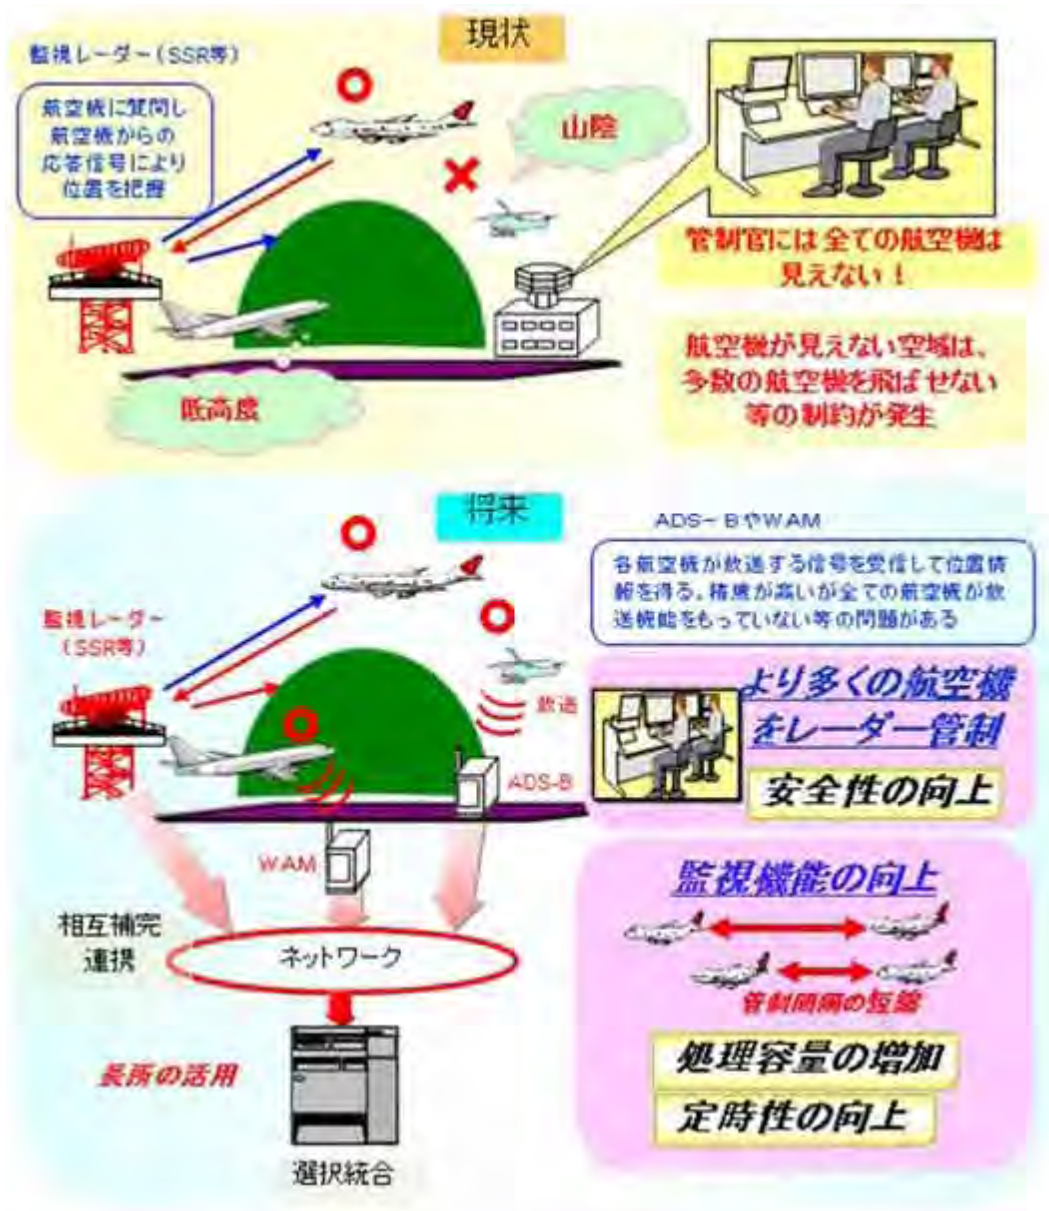 現状
監視レーダー(SSR等)
航空機に質問し
航空機からの
応答信号により
位置を把握
山陰
管制官には全ての航空機は
見えない!
航空機が見えない空域は、
多数の航空機を飛ばせない
等の制約が発生
低高度
将来
ADS-BやWAM
各航空機が放送する信号を受信して位置情
報を得る。精度が高いが全ての航空機が放
送機能をもっていない等の問題がある
監視レーダー
(SSR等)
放送
ADS-B
WAM
より多くの航空機
をレーダー管制
安全性の向上
相互補完
連携
ネットワーク
長所の活用
選択統合
監視機能の向上
管制間隔の短縮
処理容量の増加
定時性の向上